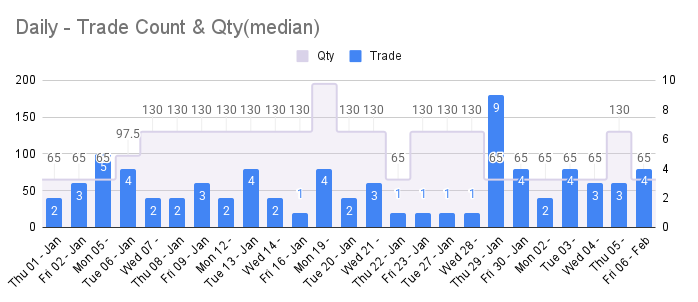 Daily - Trade Count & Qty(median)
Qty Trade
200 10
150 8
100 6
50 4
0 2
0
65 65 65 97.5 130 130 130 130 130 130 130 130 130 65 130 130 130 65 65 65 65 65 130 65
2 3 5 4 2 2 3 2 4 2 1 4 2 3 1 1 1 1 9 4 2 4 3 3 4
Thu 01 - Jan
Fri 02 - Jan
Mon 05 -
Tue 06 - Jan
Wed 07 -
Thu 08 - Jan
Fri 09 - Jan
Mon 12 -
Tue 13 - Jan
Wed 14 -
Fri 16 - Jan
Mon 19 -
Tue 20 - Jan
Wed 21 -
Thu 22 - Jan
Fri 23 - Jan
Tue 27 - Jan
Wed 28 -
Thu 29 - Jan
Fri 30 - Jan
Mon 02 -
Tue 03 -
Wed 04 -
Thu 05 -
Fri 06 - Feb